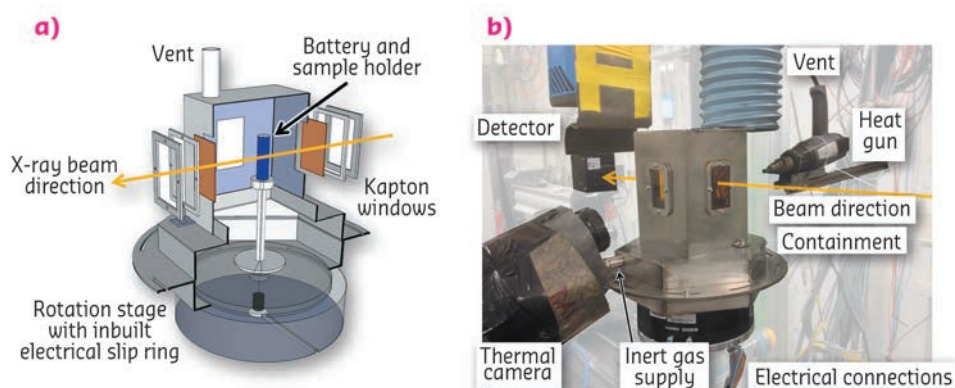 a)
Vent
Battery and
sample holder
X-ray beam
direction
Kapton
windows
Rotation stage
with inbuilt
electrical slip ring
b)
Vent
Detector
Heat
gun
Beam direction
Containment
Thermal
camera
Inert gas
supply
Electrical connections